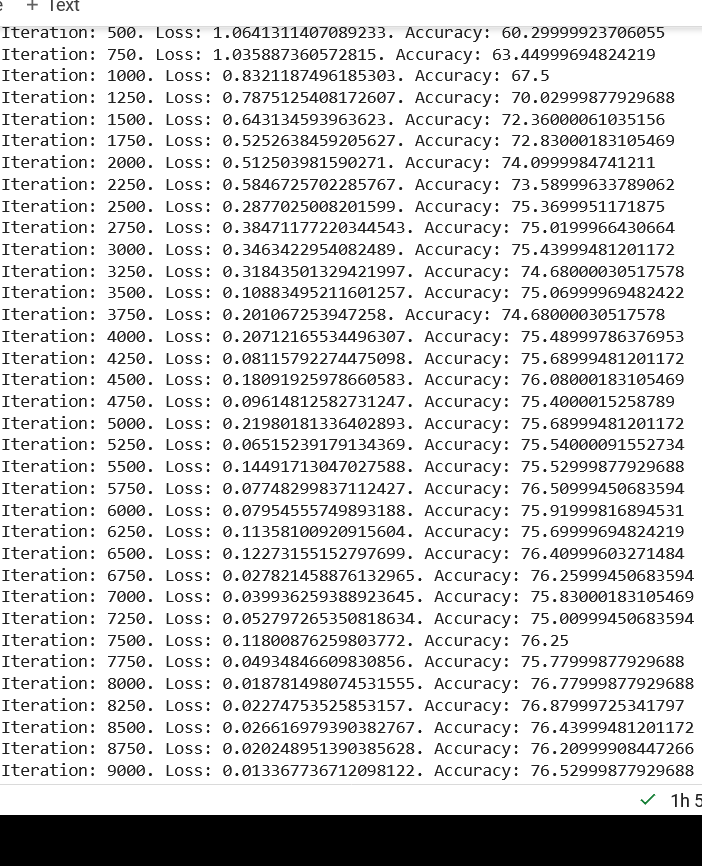 + Text
Iteration: 500. Loss: 1.0641311407089233. Accuracy: 60.29999923706055
Iteration: 750. Loss: 1.035887360572815. Accuracy: 63.44999694824219
Iteration: 1000. Loss: 0.8321187496185303. Accuracy: 67.5
Iteration: 1250. Loss: 0.7875125408172607. Accuracy: 70.02999877929688
Iteration: 1500. Loss: 0.643134593963623. Accuracy: 72.36000061035156
Iteration: 1750. Loss: 0.5252638459205627. Accuracy: 72.83000183105469
Iteration: 2000. Loss: 0.512503981590271. Accuracy: 74.0999984741211
Iteration: 2250. Loss: 0.5846725702285767. Accuracy: 73.58999633789062
Iteration: 2500. Loss: 0.2877025008201599. Accuracy: 75.3699951171875
Iteration: 2750. Loss: 0.38471177220344543. Accuracy: 75.0199966430664
Iteration: 3000. Loss: 0.3463422954082489. Accuracy: 75.43999481201172
Iteration: 3250. Loss: 0.31843501329421997. Accuracy: 74.68000030517578
Iteration: 3500. Loss: 0.10883495211601257. Accuracy: 75.06999969482422
Iteration: 3750. Loss: 0.201067253947258. Accuracy: 74.68000030517578
Iteration: 4000. Loss: 0.20712165534496307. Accuracy: 75.48999786376953
Iteration: 4250. Loss: 0.08115792274475098. Accuracy: 75.68999481201172
Iteration: 4500. Loss: 0.18091925978660583. Accuracy: 76.08000183105469
Iteration: 4750. Loss: 0.09614812582731247. Accuracy: 75.4000015258789
Iteration: 5000. Loss: 0.21980181336402893. Accuracy: 75.68999481201172
Iteration: 5250. Loss: 0.06515239179134369. Accuracy: 75.54000091552734
Iteration: 5500. Loss: 0.14491713047027588. Accuracy: 75.52999877929688
Iteration: 5750. Loss: 0.07748299837112427. Accuracy: 76.50999450683594
Iteration: 6000. Loss: 0.07954555749893188. Accuracy: 75.91999816894531
Iteration: 6250. Loss: 0.11358100920915604. Accuracy: 75.69999694824219
Iteration: 6500. Loss: 0.12273155152797699. Accuracy: 76.40999603271484
Iteration: 6750. Loss: 0.027821458876132965. Accuracy: 76.25999450683594
Iteration: 7000. Loss: 0.039936259388923645. Accuracy: 75.83000183105469
Iteration: 7250. Loss: 0.052797265350818634. Accuracy: 75.00999450683594
Iteration: 7500. Loss: 0.11800876259803772. Accuracy: 76.25
Iteration: 7750. Loss: 0.04934846609830856. Accuracy: 75.77999877929688
Iteration: 8000. Loss: 0.018781498074531555. Accuracy: 76.77999877929688
Iteration: 8250. Loss: 0.02274753525853157. Accuracy: 76.87999725341797
Iteration: 8500. Loss: 0.026616979390382767. Accuracy: 76.43999481201172
Iteration: 8750. Loss: 0.020248951390385628. Accuracy: 76.20999908447266
Iteration: 9000. Loss: 0.013367736712098122. Accuracy: 76.52999877929688
1h 5